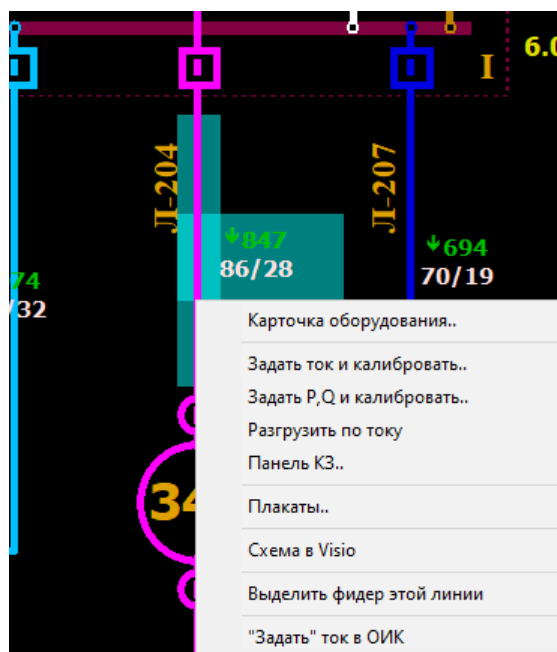 I
6.0
Л-204
Л-207
847
86/28
694
70/19
74
/32
34
Карточка оборудования..
Задать ток и калибровать..
Задать P,Q и калибровать..
Разгрузить по току
Панель КЗ..
Плакаты..
Схема в Visio
Выделить фидер этой линии
"Задать" ток в ОИК